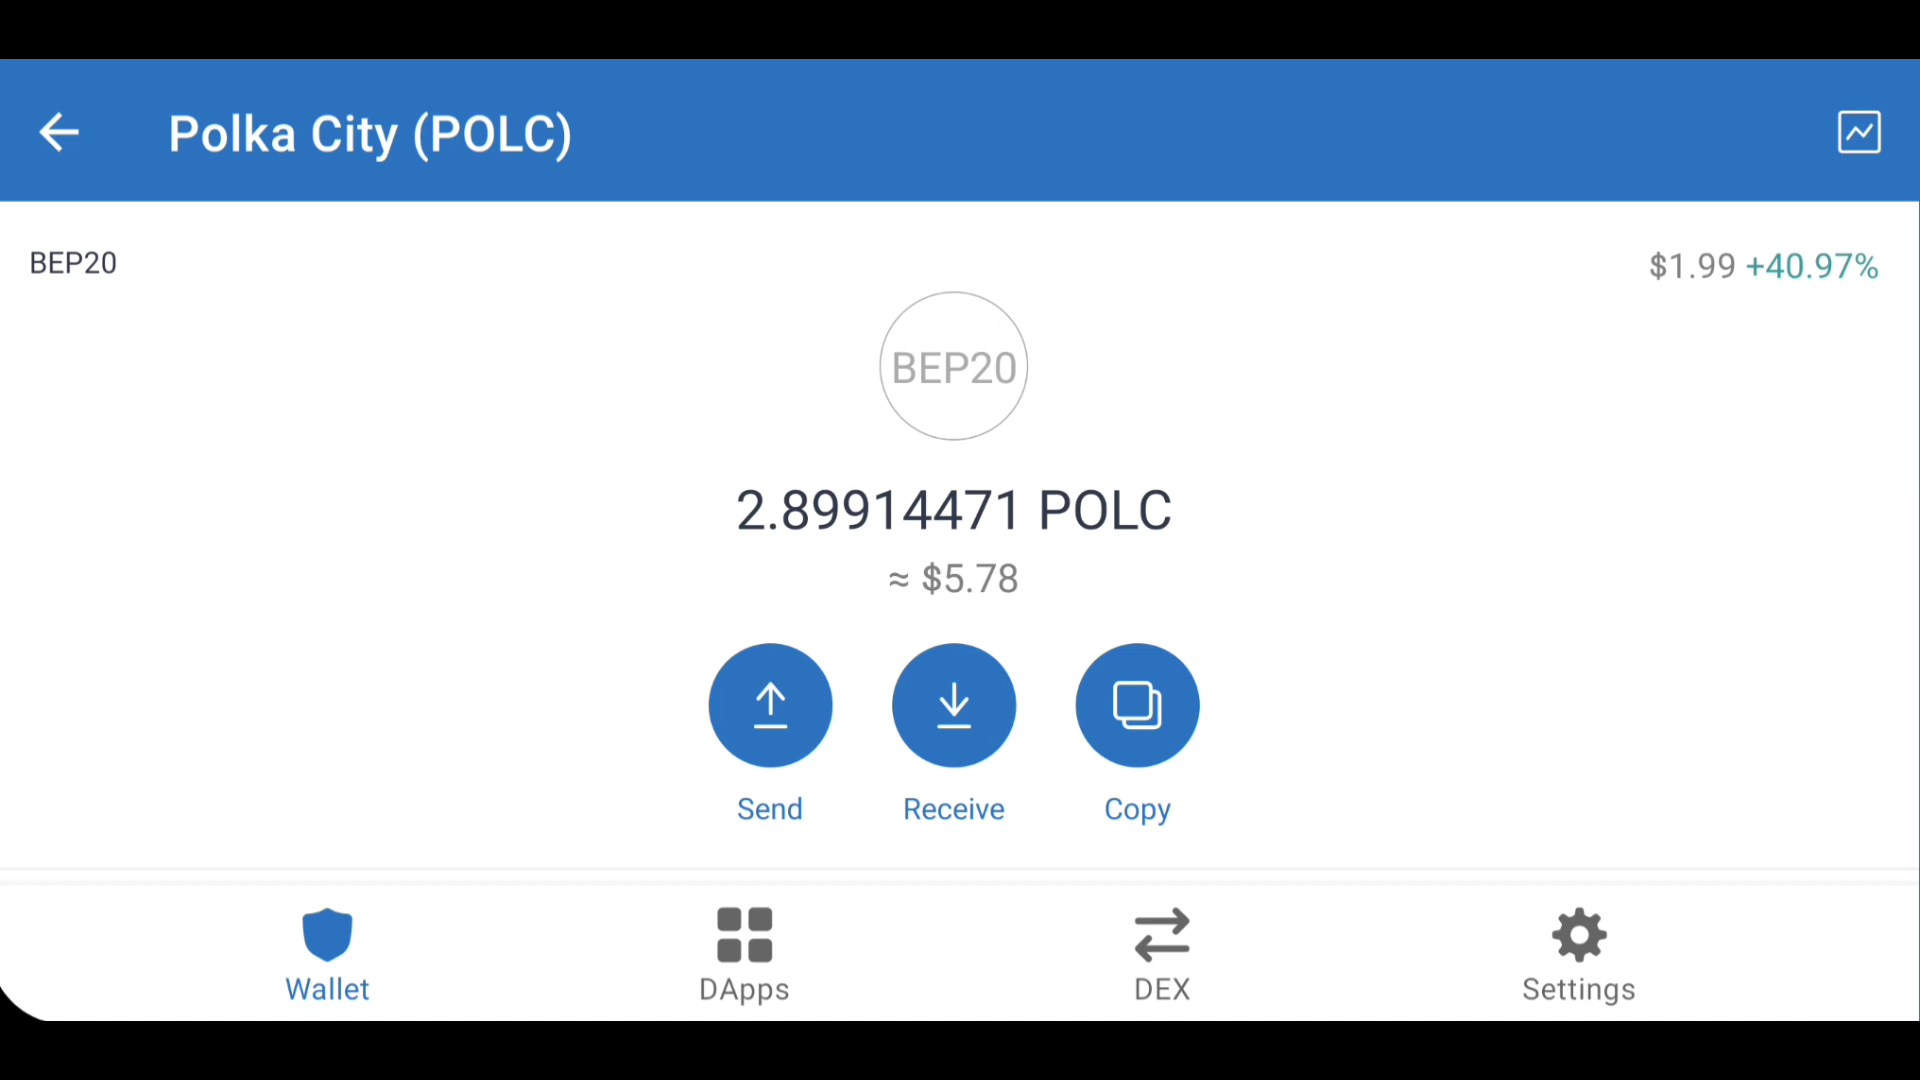 Polka City (POLC)
BEP20
$1.99 +40.97%
BEP20
2.89914471 POLC
≈ $5.78
Send Receive Copy
Wallet DApps DEX Settings